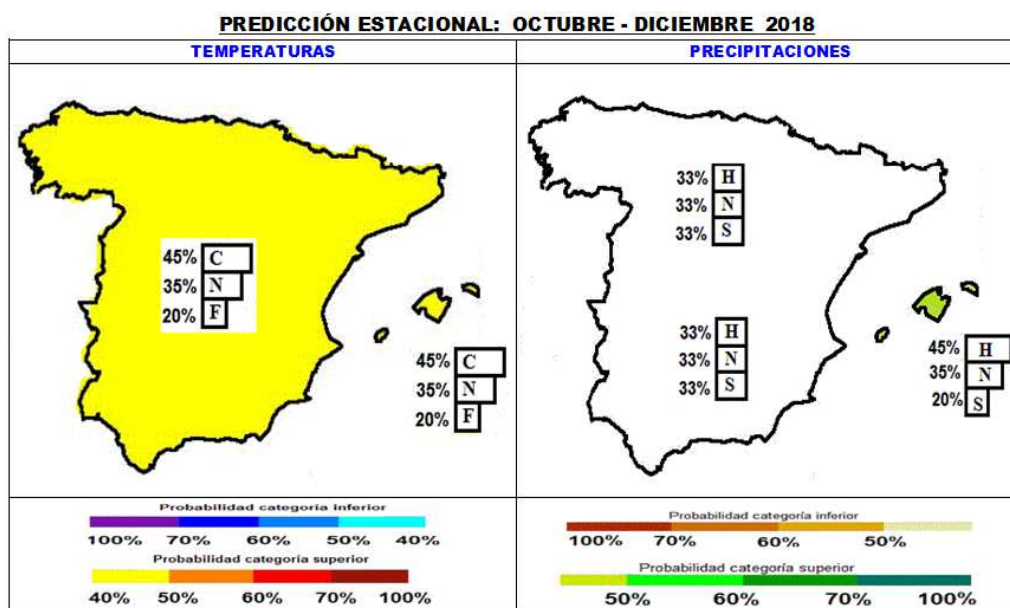 PREDICCIÓN ESTACIONAL: OCTUBRE - DICIEMBRE 2018
TEMPERATURAS
45% C
35% N
20% F
45% C
35% N
20% F
Probabilidad categoría inferior
100% 70% 60% 50% 40%
Probabilidad categoría superior
40% 50% 60% 70% 100%
PRECIPITACIONES
33% H
33% N
33% S
33% H
33% N
33% S
45% H
35% N
20% S
Probabilidad categoría inferior
100% 70% 60% 50%
Probabilidad categoría superior
50% 60% 70% 100%